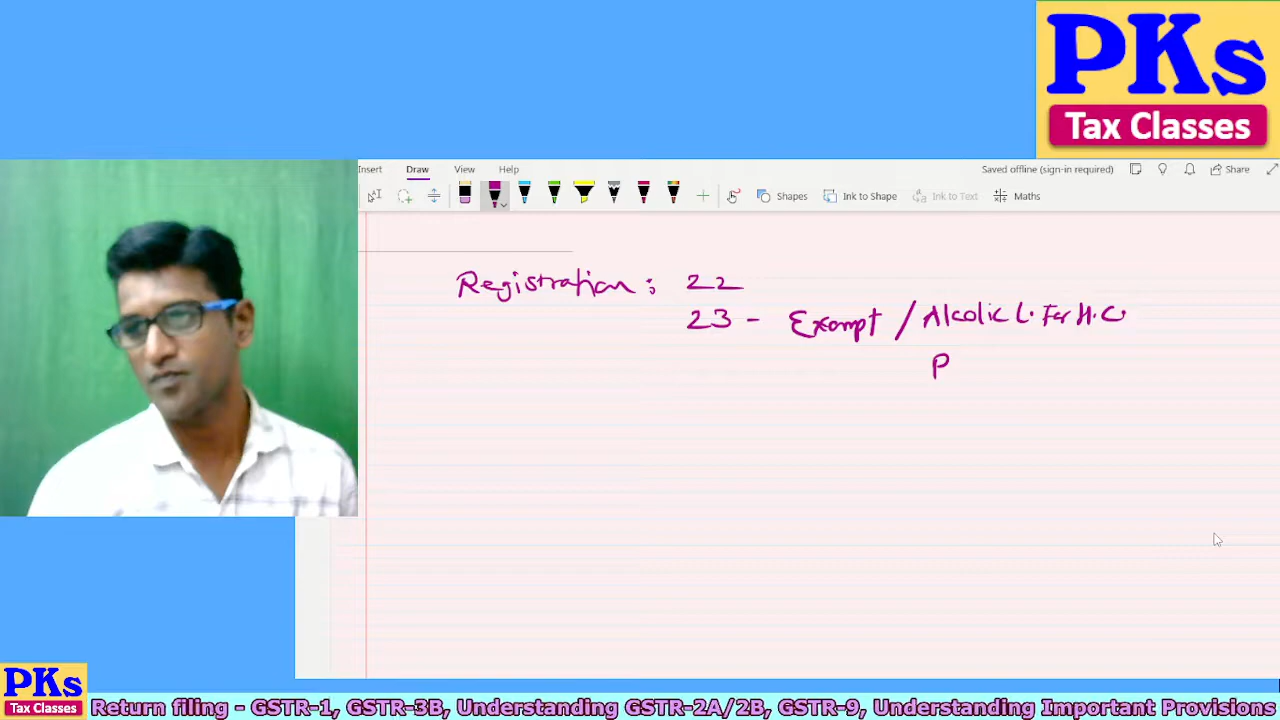 PKs
Tax Classes
Insert Draw View Help Saved offline (sign-in required) Share
Shapes Ink to Shape Ink to Text Maths
Registration : 22
23 - Exempt / Alcolic L. For H.C.
P
PKs
Tax Classes
Return filing - GSTR-1, GSTR-3B, Understanding GSTR-2A/2B, GSTR-9, Understanding Important Provisions